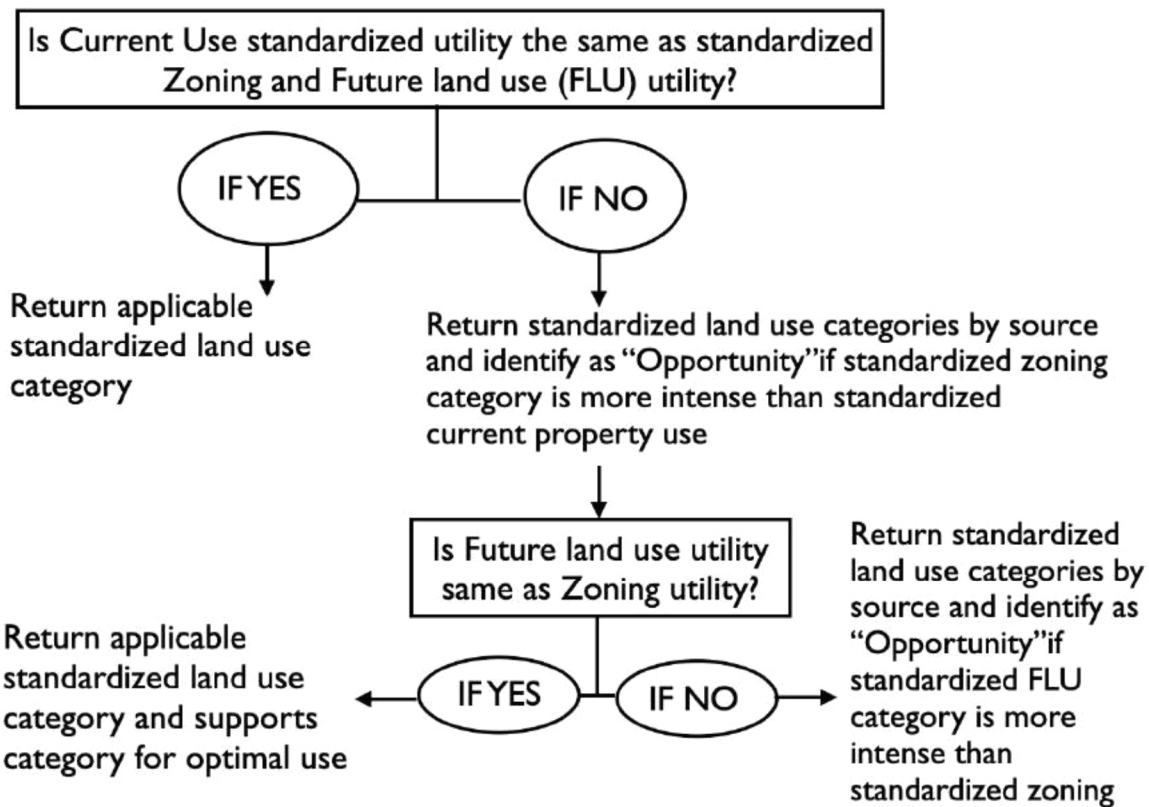 Is Current Use standardized utility the same as standardized
Zoning and Future land use (FLU) utility?
IF YES
IF NO
Return applicable
standardized land use
category
Return standardized land use categories by source
and identify as “Opportunity”if standardized zoning
category is more intense than standardized
current property use
Is Future land use utility
same as Zoning utility?
IF YES
IF NO
Return applicable
standardized land use
category and supports
category for optimal use
Return standardized
land use categories by
source and identify as
“Opportunity”if
standardized FLU
category is more
intense than
standardized zoning